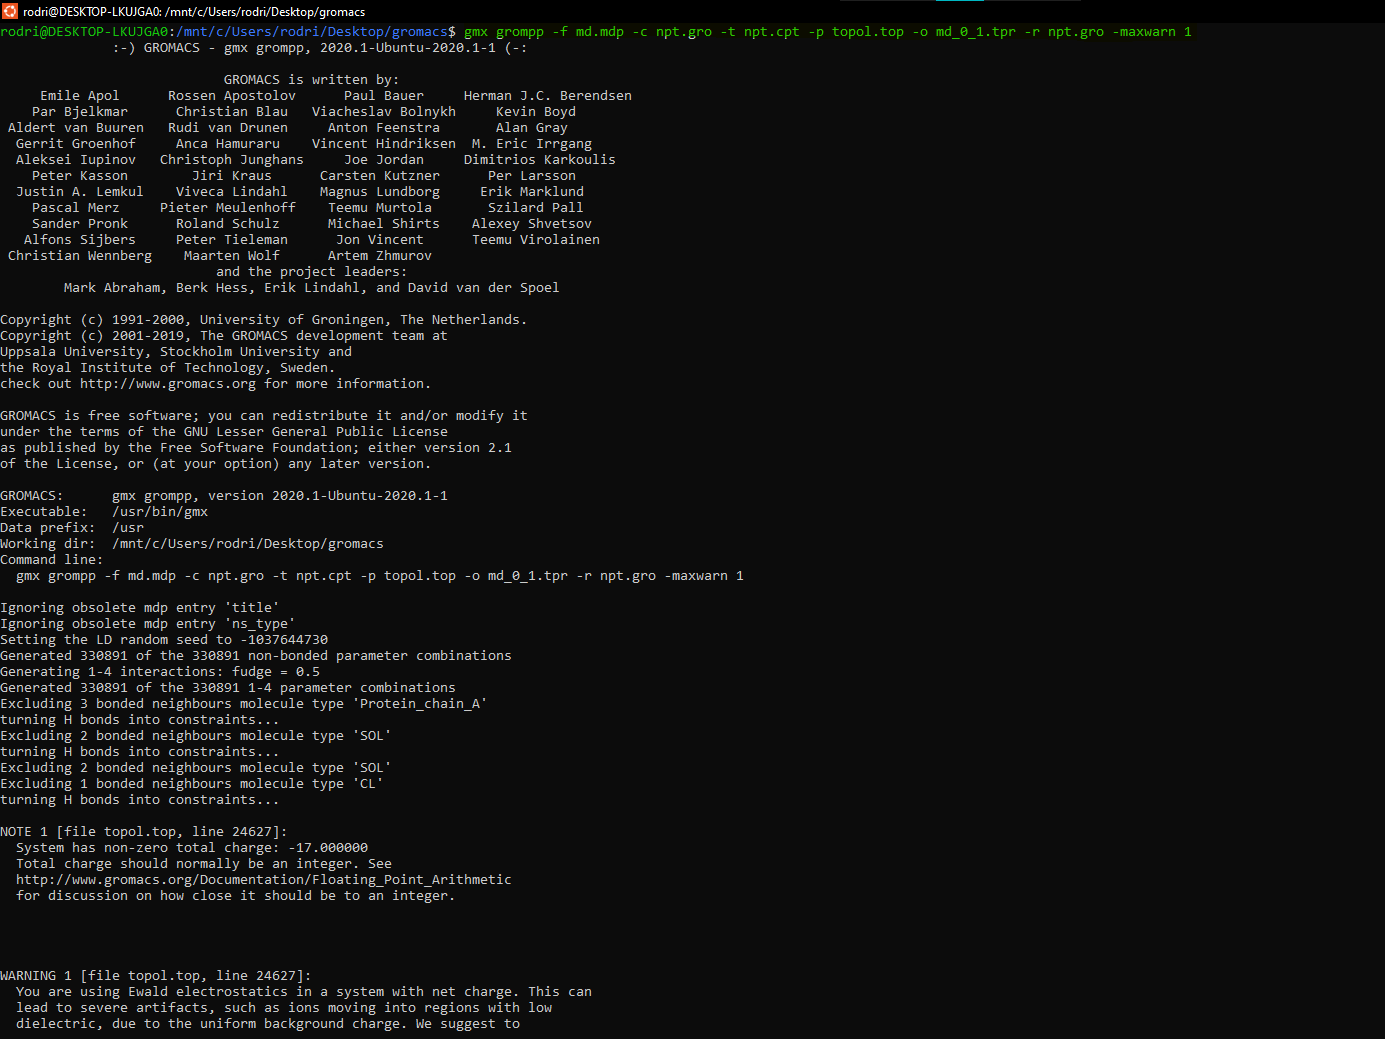 rodri@DESKTOP-LKUJGA0: /mnt/c/Users/rodri/Desktop/gromacs
rodri@DESKTOP-LKUJGA0:/mnt/c/Users/rodri/Desktop/gromacs$ gmx grompp -f md.mdp -c npt.gro -t npt.cpt -p topol.top -o md_0_1.tpr -r npt.gro -maxwarn 1
:-) GROMACS - gmx grompp, 2020.1-Ubuntu-2020.1-1 (-:
GROMACS is written by:
Emile Apol Rossen Apostolov Paul Bauer Herman J.C. Berendsen
Par Bjelkmar Christian Blau Viacheslav Bolnykh Kevin Boyd
Aldert van Buuren Rudi van Drunen Anton Feenstra Alan Gray
Gerrit Groenhof Anca Hamuraru Vincent Hindriksen M. Eric Irrgang
Aleksei Iupinov Christoph Junghans Joe Jordan Dimitrios Karkoulis
Peter Kasson Jiri Kraus Carsten Kutzner Per Larsson
Justin A. Lemkul Viveca Lindahl Magnus Lundborg Erik Marklund
Pascal Merz Pieter Meulenhoff Teemu Murtola Szilard Pall
Sander Pronk Roland Schulz Michael Shirts Alexey Shvetsov
Alfons Sijbers Peter Tieleman Jon Vincent Teemu Virolainen
Christian Wennberg Maarten Wolf Artem Zhmurov
and the project leaders:
Mark Abraham, Berk Hess, Erik Lindahl, and David van der Spoel
Copyright (c) 1991-2000, University of Groningen, The Netherlands.
Copyright (c) 2001-2019, The GROMACS development team at
Uppsala University, Stockholm University and
the Royal Institute of Technology, Sweden.
check out http://www.gromacs.org for more information.
GROMACS is free software; you can redistribute it and/or modify it
under the terms of the GNU Lesser General Public License
as published by the Free Software Foundation; either version 2.1
of the License, or (at your option) any later version.
GROMACS: gmx grompp, version 2020.1-Ubuntu-2020.1-1
Executable: /usr/bin/gmx
Data prefix: /usr
Working dir: /mnt/c/Users/rodri/Desktop/gromacs
Command line:
gmx grompp -f md.mdp -c npt.gro -t npt.cpt -p topol.top -o md_0_1.tpr -r npt.gro -maxwarn 1
Ignoring obsolete mdp entry 'title'
Ignoring obsolete mdp entry 'ns_type'
Setting the LD random seed to -1037644730
Generated 330891 of the 330891 non-bonded parameter combinations
Generating 1-4 interactions: fudge = 0.5
Generated 330891 of the 330891 1-4 parameter combinations
Excluding 3 bonded neighbours molecule type 'Protein_chain_A'
turning H bonds into constraints...
Excluding 2 bonded neighbours molecule type 'SOL'
turning H bonds into constraints...
Excluding 2 bonded neighbours molecule type 'SOL'
Excluding 1 bonded neighbours molecule type 'CL'
turning H bonds into constraints...
NOTE 1 [file topol.top, line 24627]:
System has non-zero total charge: -17.000000
Total charge should normally be an integer. See
http://www.gromacs.org/Documentation/Floating_Point_Arithmetic
for discussion on how close it should be to an integer.
WARNING 1 [file topol.top, line 24627]:
You are using Ewald electrostatics in a system with net charge. This can
lead to severe artifacts, such as ions moving into regions with low
dielectric, due to the uniform background charge. We suggest to